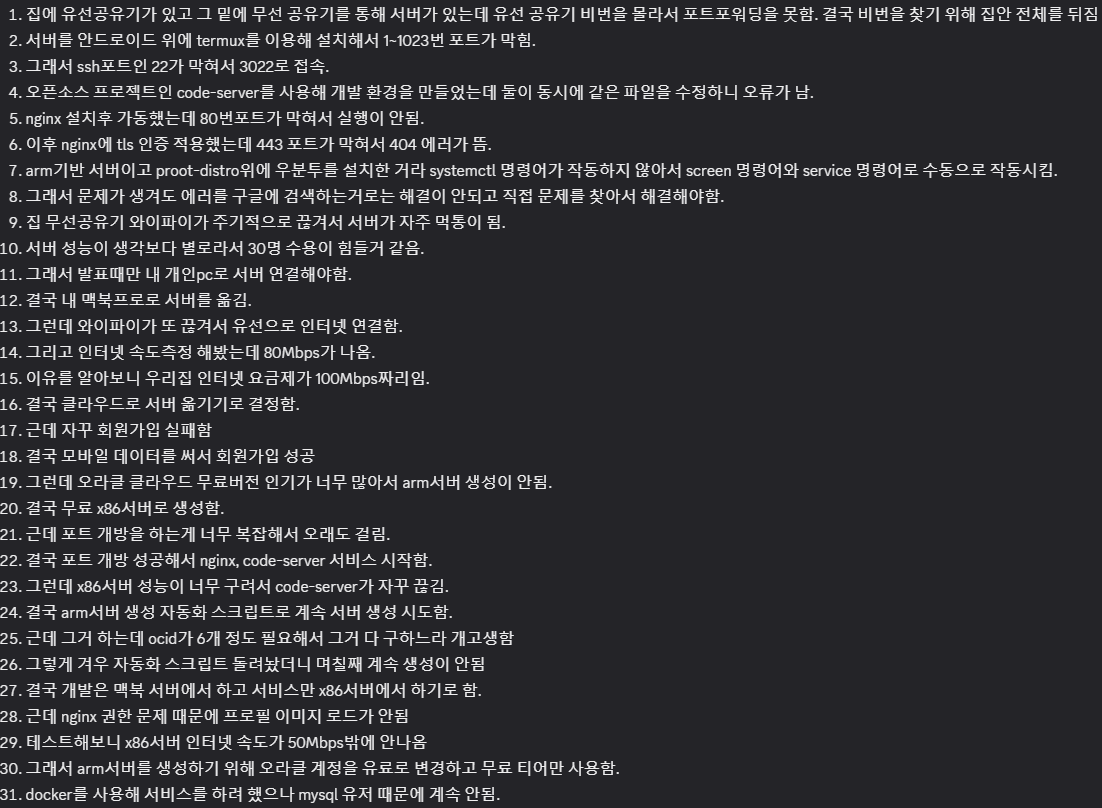 1. 집에 유선공유기가 있고 그 밑에 무선 공유기를 통해 서버가 있는데 유선 공유기 비번을 몰라서 포트포워딩을 못함. 결국 비번을 찾기 위해 집안 전체를 뒤짐
2. 서버를 안드로이드 위에 termux를 이용해 설치해서 1~1023번 포트가 막힘.
3. 그래서 ssh포트인 22가 막혀서 3022로 접속.
4. 오픈소스 프로젝트인 code-server를 사용해 개발 환경을 만들었는데 둘이 동시에 같은 파일을 수정하니 오류가 남.
5. nginx 설치후 가동했는데 80번포트가 막혀서 실행이 안됨.
6. 이후 nginx에 tls 인증 적용했는데 443 포트가 막혀서 404 에러가 뜸.
7. arm기반 서버이고 proot-distro위에 우분투를 설치한 거라 systemctl 명령어가 작동하지 않아서 screen 명령어와 service 명령어로 수동으로 작동시킴.
8. 그래서 문제가 생겨도 에러를 구글에 검색하는거로는 해결이 안되고 직접 문제를 찾아서 해결해야함.
9. 집 무선공유기 와이파이가 주기적으로 끊겨서 서버가 자주 먹통이 됨.
10. 서버 성능이 생각보다 별로라서 30명 수용이 힘들거 같음.
11. 그래서 발표때만 내 개인pc로 서버 연결해야함.
12. 결국 내 맥북프로로 서버를 옮김.
13. 그런데 와이파이가 또 끊겨서 유선으로 인터넷 연결함.
14. 그리고 인터넷 속도측정 해봤는데 80Mbps가 나옴.
15. 이유를 알아보니 우리집 인터넷 요금제가 100Mbps짜리임.
16. 결국 클라우드로 서버 옮기기로 결정함.
17. 근데 자꾸 회원가입 실패함
18. 결국 모바일 데이터를 써서 회원가입 성공
19. 그런데 오라클 클라우드 무료버전 인기가 너무 많아서 arm서버 생성이 안됨.
20. 결국 무료 x86서버로 생성함.
21. 근데 포트 개방을 하는게 너무 복잡해서 오래도 걸림.
22. 결국 포트 개방 성공해서 nginx, code-server 서비스 시작함.
23. 그런데 x86서버 성능이 너무 구려서 code-server가 자꾸 끊김.
24. 결국 arm서버 생성 자동화 스크립트로 계속 서버 생성 시도함.
25. 근데 그거 하는데 ocid가 6개 정도 필요해서 그거 다 구하느라 개고생함
26. 그렇게 겨우 자동화 스크립트 돌려놨더니 며칠째 계속 생성이 안됨
27. 결국 개발은 맥북 서버에서 하고 서비스만 x86서버에서 하기로 함.
28. 근데 nginx 권한 문제 때문에 프로필 이미지 로드가 안됨
29. 테스트해보니 x86서버 인터넷 속도가 50Mbps밖에 안나옴
30. 그래서 arm서버를 생성하기 위해 오라클 계정을 유료로 변경하고 무료 티어만 사용함.
31. docker를 사용해 서비스를 하려 했으나 mysql 유저 때문에 계속 안됨.